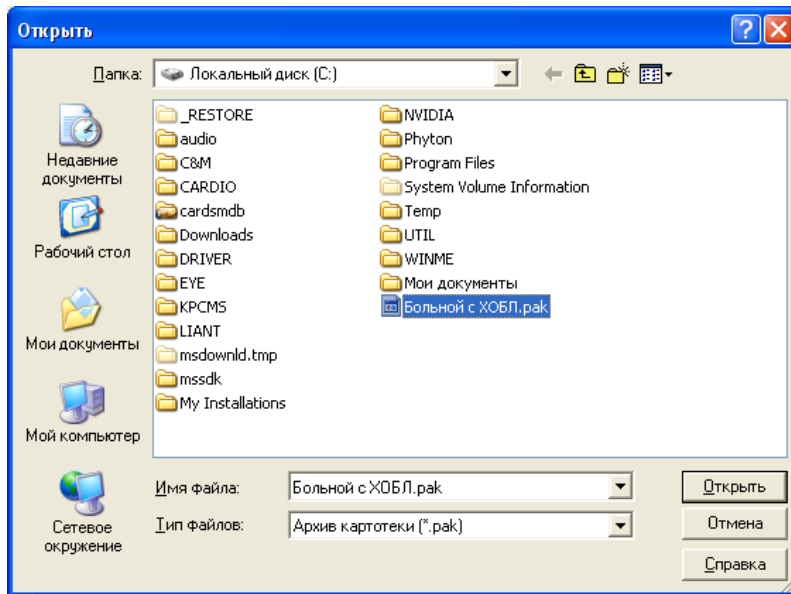 Открыть
Папка: Локальный диск (C:)
Недавние документы
Рабочий стол
Мои документы
Мой компьютер
Сетевое окружение
_RESTORE
audio
C&M
CARDIO
cardsmdb
Downloads
DRIVER
EYE
KPCMS
LIANT
msdownld.tmp
mssdk
My Installations
NVIDIA
Phyton
Program Files
System Volume Information
Temp
UTIL
WINME
Мои документы
Больной с ХОБЛ.pak
Имя файла: Больной с ХОБЛ.pak
Открыть
Тип файлов: Архив картотеки (*.pak)
Отмена
Справка